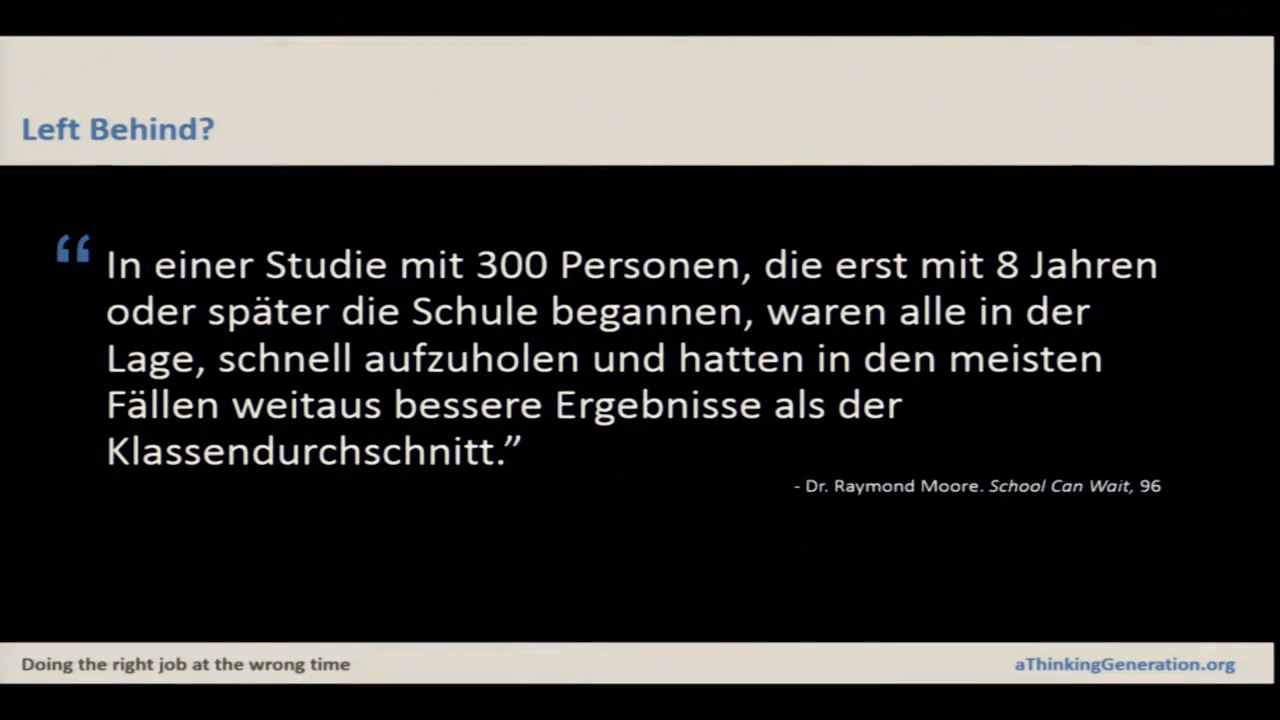 Left Behind?
“ In einer Studie mit 300 Personen, die erst mit 8 Jahren
oder später die Schule begannen, waren alle in der
Lage, schnell aufzuholen und hatten in den meisten
Fällen weitaus bessere Ergebnisse als der
Klassendurchschnitt.”
- Dr. Raymond Moore. School Can Wait, 96
Doing the right job at the wrong time
aThinkingGeneration.org